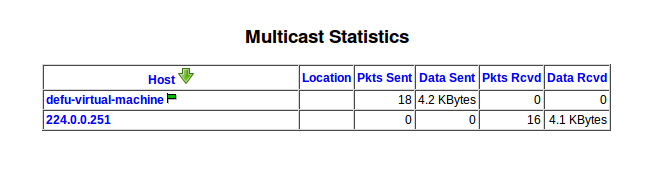 Multicast Statistics
Host Location Pkts Sent Data Sent Pkts Rcvd Data Rcvd
defu-virtual-machine 18 4.2 KBytes 0 0
224.0.0.251 0 0 16 4.1 KBytes